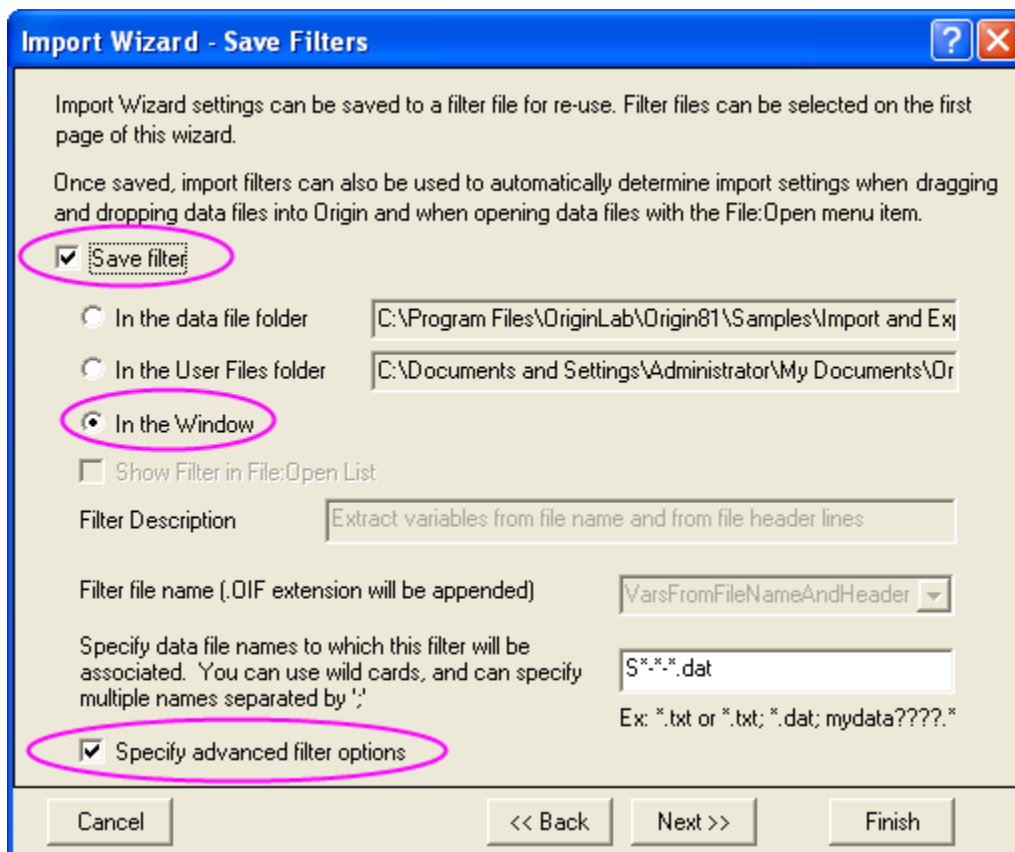 Import Wizard - Save Filters
Import Wizard settings can be saved to a filter file for re-use. Filter files can be selected on the first
page of this wizard.
Once saved, import filters can also be used to automatically determine import settings when dragging
and dropping data files into Origin and when opening data files with the File:Open menu item.
Save filter
In the data file folder
C:\Program Files\OriginLab\Origin81\Samples\Import and Exp
In the User Files folder
C:\Documents and Settings\Administrator\My Documents\Or
In the Window
Show Filter in File:Open List
Filter Description
Extract variables from file name and from file header lines
Filter file name (.OIF extension will be appended)
VarsFromFileNameAndHeader
Specify data file names to which this filter will be
associated. You can use wild cards, and can specify
multiple names separated by ';'
S*-*-*.dat
Ex: *.txt or *.txt; *.dat; mydata????.*
Specify advanced filter options
Cancel
<< Back
Next >>
Finish